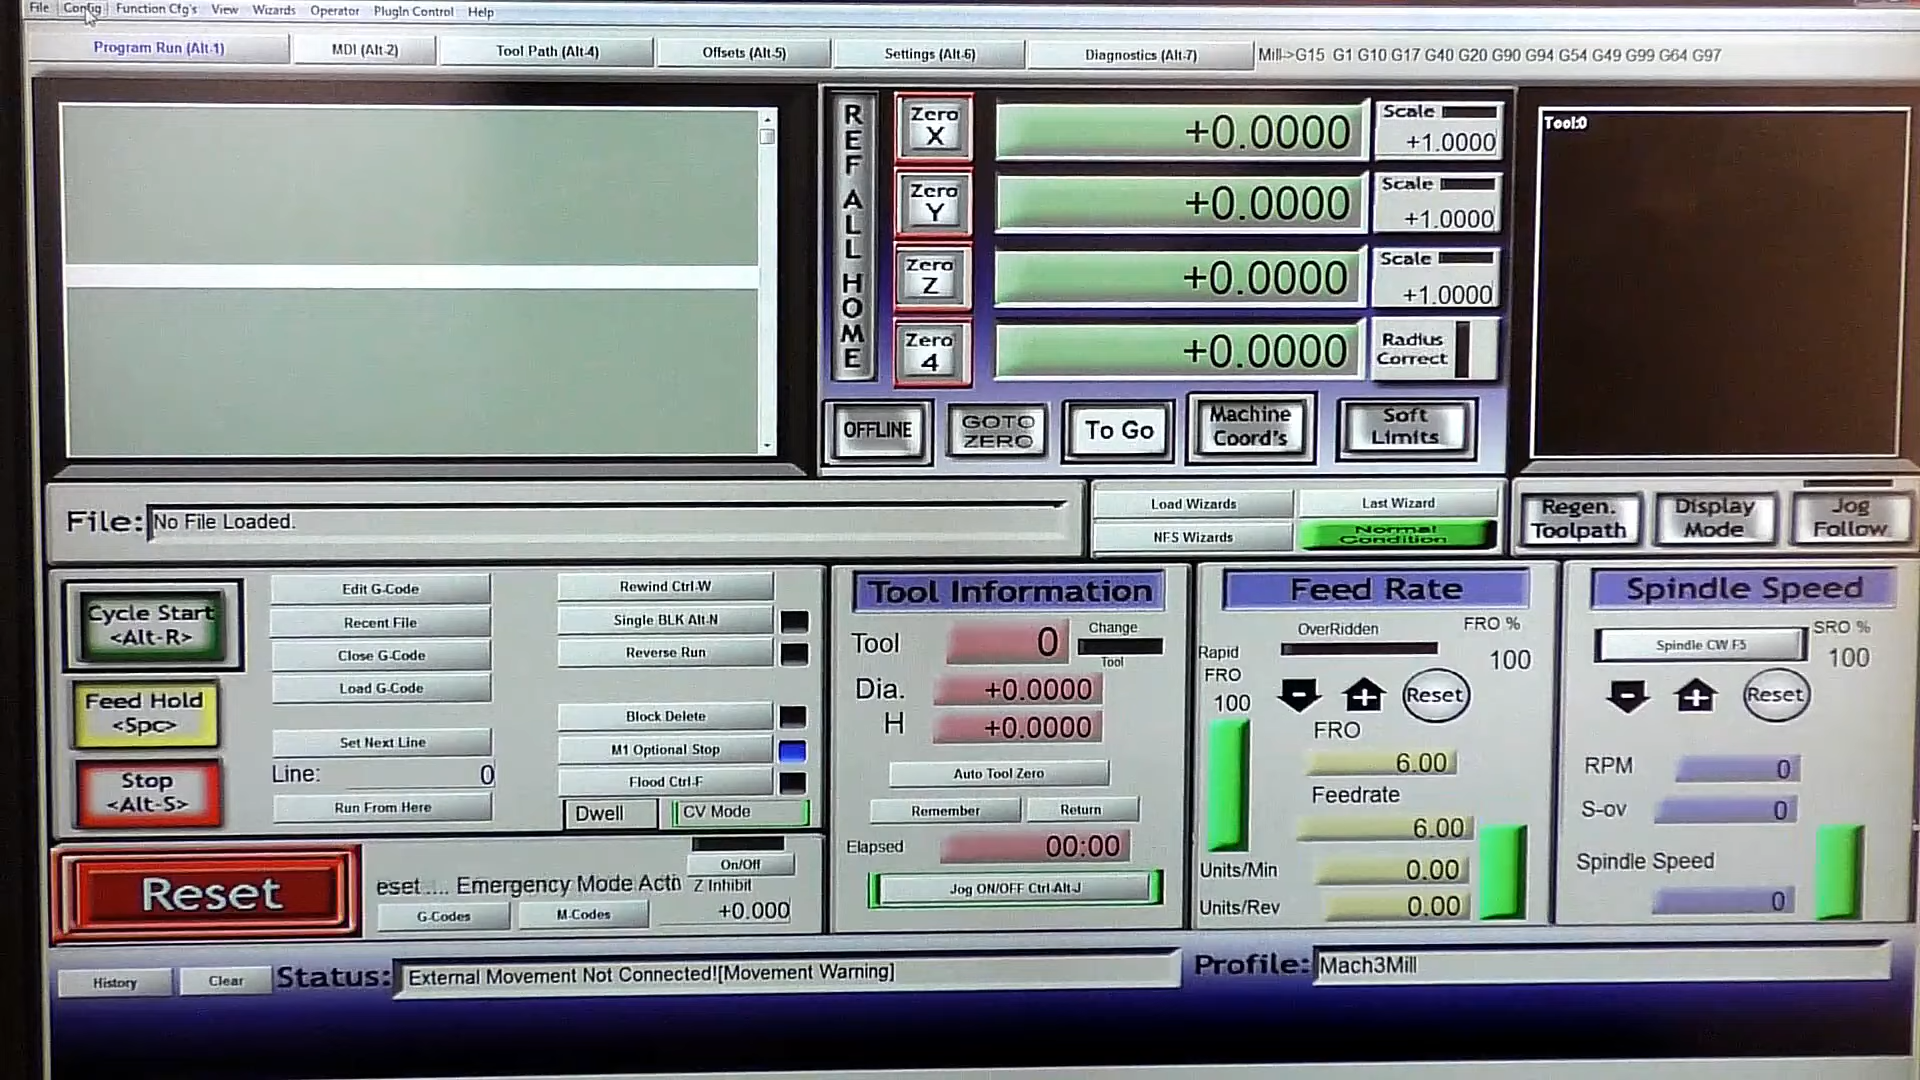 File Config Function Cfg's View Wizards Operator PlugIn Control Help
Program Run (Alt-1) MDI (Alt-2) Tool Path (Alt-4) Offsets (Alt-5) Settings (Alt-6) Diagnostics (Alt-7) Mill->G15 G1 G10 G17 G40 G20 G90 G94 G54 G49 G99 G64 G97
REF ALL HOME
Zero X +0.0000 Scale +1.0000
Zero Y +0.0000 Scale +1.0000
Zero Z +0.0000 Scale +1.0000
Zero 4 +0.0000 Radius Correct
Tool:0
OFFLINE GOTO ZERO To Go Machine Coord's Soft Limits
File: No File Loaded.
Load Wizards Last Wizard
NFS Wizards Normal Condition
Regen. Toolpath Display Mode Jog Follow
Cycle Start <Alt-R>
Feed Hold <Spc>
Stop <Alt-S>
Edit G-Code
Recent File
Close G-Code
Load G-Code
Set Next Line
Line: 0
Run From Here
Rewind Ctrl-W
Single BLK Alt-N
Reverse Run
Block Delete
M1 Optional Stop
Flood Ctrl-F
Dwell CV Mode
Reset
eset .... Emergency Mode Acti
G-Codes M-Codes
On/Off
Z Inhibit
+0.000
Tool Information
Tool 0 Change Tool
Dia. +0.0000
H +0.0000
Auto Tool Zero
Remember Return
Elapsed 00:00
Jog ON/OFF Ctrl-Alt-J
Feed Rate
OverRidden FRO %
100
Rapid FRO 100
Reset
FRO
6.00
Feedrate
6.00
Units/Min 0.00
Units/Rev 0.00
Spindle Speed
Spindle CW F5 SRO %
100
Reset
RPM 0
S-ov 0
Spindle Speed
0
History Clear Status: External Movement Not Connected![Movement Warning] Profile: Mach3Mill